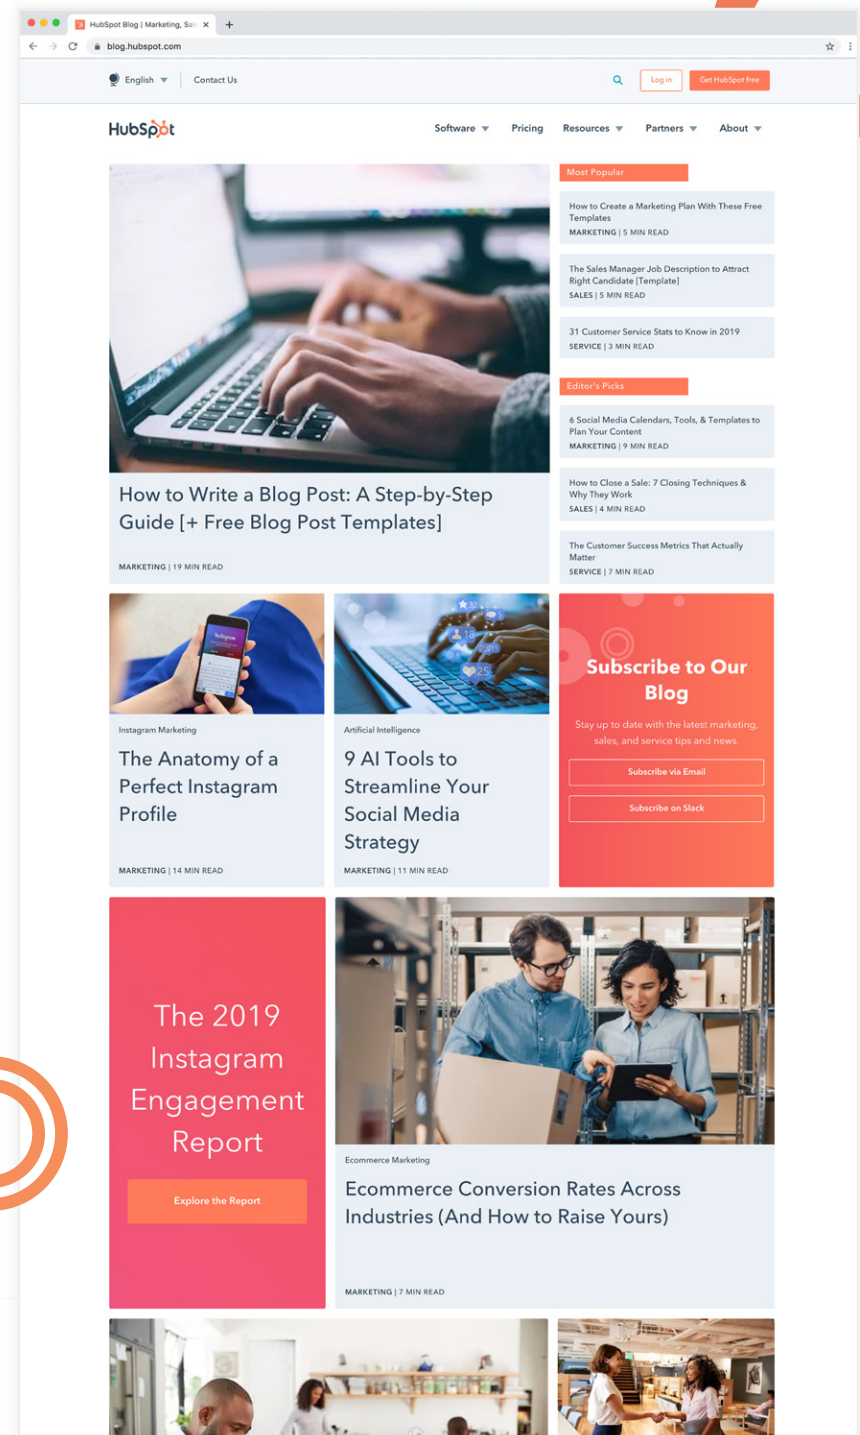 HubSpot Blog | Marketing, Sal
blog.hubspot.com
English
Contact Us
Log in
Get HubSpot free
HubSpot
Software
Pricing
Resources
Partners
About
Most Popular
How to Create a Marketing Plan With These Free
Templates
MARKETING | 5 MIN READ
The Sales Manager Job Description to Attract
Right Candidate [Template]
SALES | 5 MIN READ
31 Customer Service Stats to Know in 2019
SERVICE | 3 MIN READ
Editor's Picks
6 Social Media Calendars, Tools, & Templates to
Plan Your Content
MARKETING | 9 MIN READ
How to Close a Sale: 7 Closing Techniques &
Why They Work
SALES | 4 MIN READ
The Customer Success Metrics That Actually
Matter
SERVICE | 7 MIN READ
How to Write a Blog Post: A Step-by-Step
Guide [+ Free Blog Post Templates]
MARKETING | 19 MIN READ
Instagram
Instagram Marketing
The Anatomy of a
Perfect Instagram
Profile
MARKETING | 14 MIN READ
32
18
25
Artificial Intelligence
9 AI Tools to
Streamline Your
Social Media
Strategy
MARKETING | 11 MIN READ
Subscribe to Our
Blog
Stay up to date with the latest marketing,
sales, and service tips and news.
Subscribe via Email
Subscribe on Slack
The 2019
Instagram
Engagement
Report
Explore the Report
Ecommerce Marketing
Ecommerce Conversion Rates Across
Industries (And How to Raise Yours)
MARKETING | 7 MIN READ